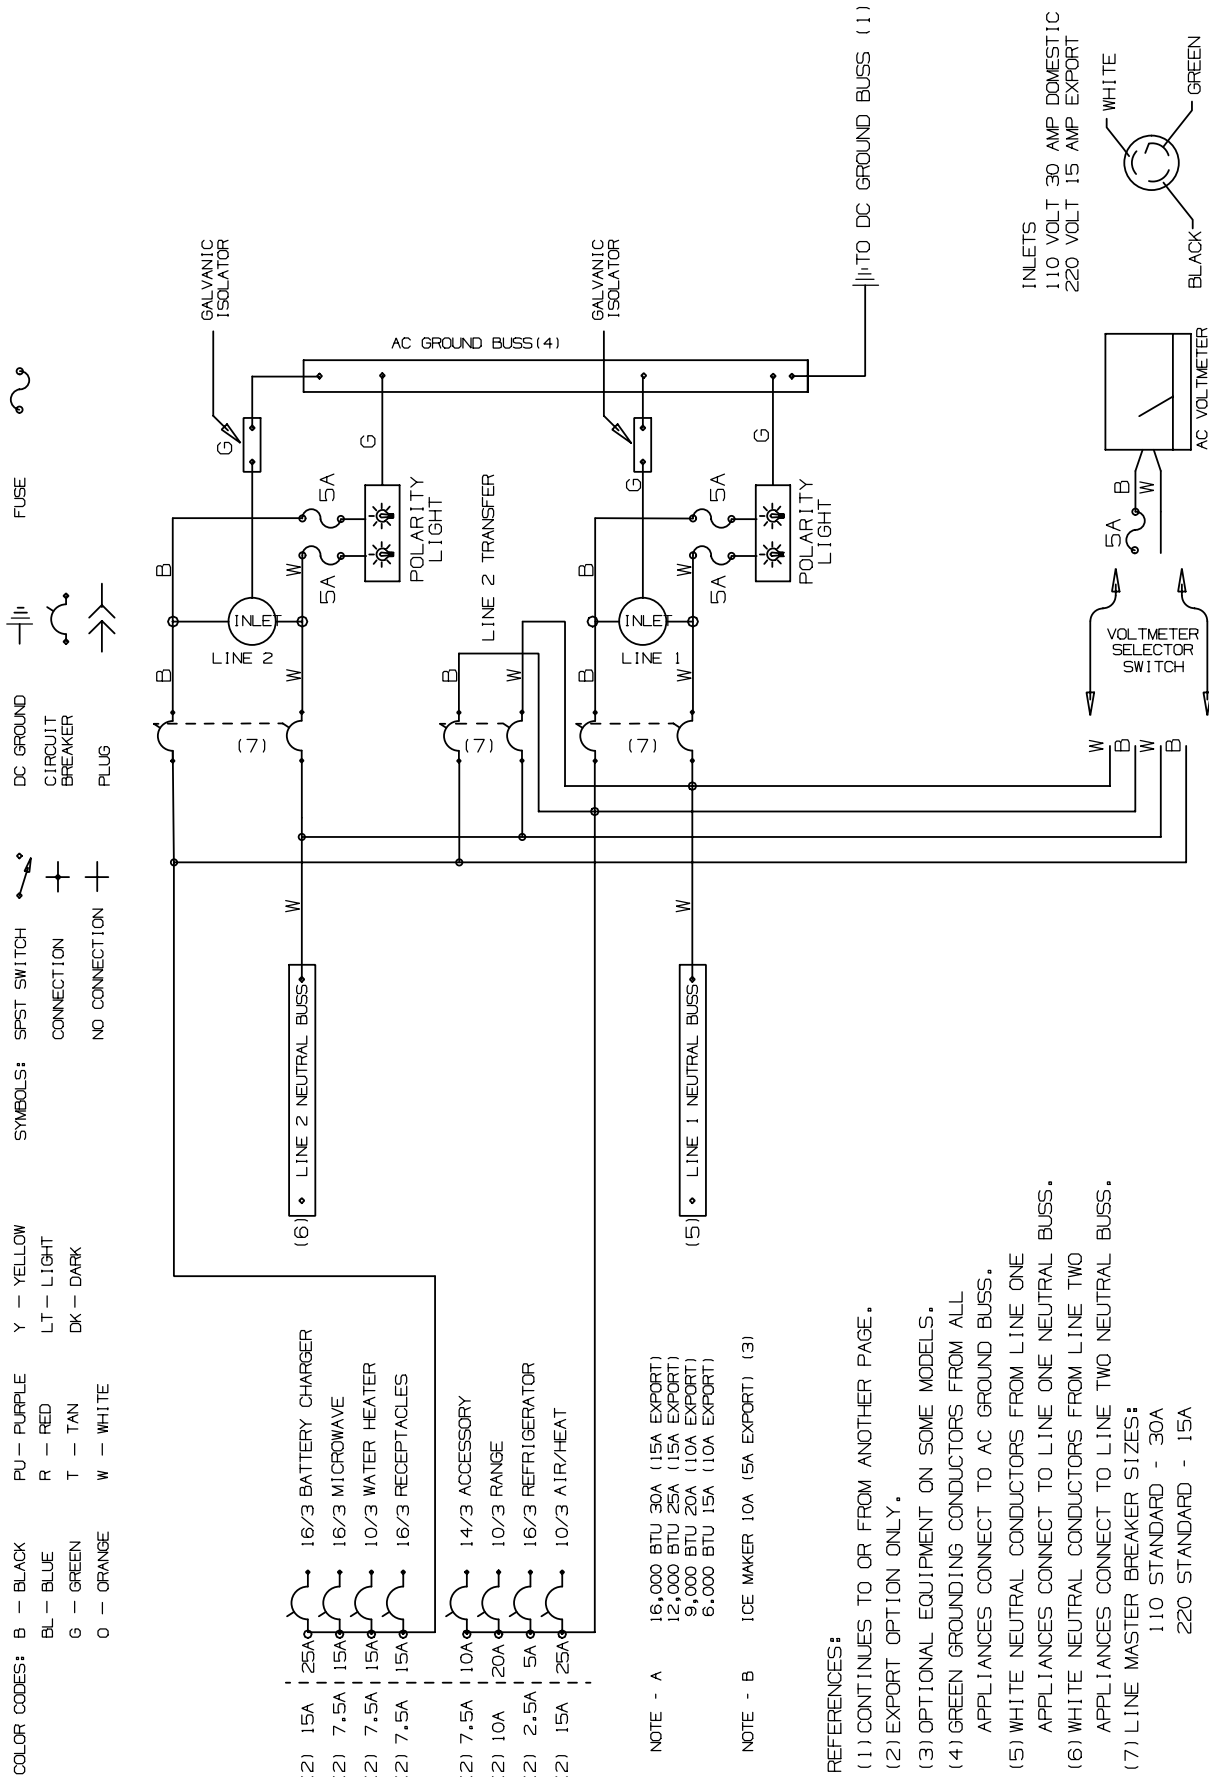 COLOR CODES: B - BLACK PU - PURPLE Y - YELLOW
BL - BLUE R - RED LT - LIGHT
G - GREEN T - TAN DK - DARK
O - ORANGE W - WHITE
SYMBOLS: SPST SWITCH DC GROUND FUSE
CONNECTION CIRCUIT
BREAKER
NO CONNECTION PLUG
2) 15A 25A 16/3 BATTERY CHARGER
2) 7.5A 15A 16/3 MICROWAVE
2) 7.5A 15A 10/3 WATER HEATER
2) 7.5A 15A 16/3 RECEPTACLES
2) 7.5A 10A 14/3 ACCESSORY
2) 10A 20A 10/3 RANGE
2) 2.5A 5A 16/3 REFRIGERATOR
2) 15A 25A 10/3 AIR/HEAT
(6)
LINE 2 NEUTRAL BUSS
W
B
B
(7)
W
W
INLET
LINE 2
5A
5A
POLARITY
LIGHT
G
G
GALVANIC
ISOLATOR
AC GROUND BUSS(4)
LINE 2 TRANSFER
B
W
(7)
(5)
LINE 1 NEUTRAL BUSS
W
B
B
(7)
W
W
INLET
LINE 1
5A
5A
POLARITY
LIGHT
G
G
GALVANIC
ISOLATOR
TO DC GROUND BUSS (1)
W
B
W
B
VOLTMETER
SELECTOR
SWITCH
5A
B
W
AC VOLTMETER
INLETS
110 VOLT 30 AMP DOMESTIC
220 VOLT 15 AMP EXPORT
WHITE
BLACK
GREEN
NOTE - A 16,000 BTU 30A (15A EXPORT)
12,000 BTU 25A (15A EXPORT)
9,000 BTU 20A (10A EXPORT)
6,000 BTU 15A (10A EXPORT)
NOTE - B ICE MAKER 10A (5A EXPORT) (3)
REFERENCES:
(1) CONTINUES TO OR FROM ANOTHER PAGE.
(2) EXPORT OPTION ONLY.
(3) OPTIONAL EQUIPMENT ON SOME MODELS.
(4) GREEN GROUNDING CONDUCTORS FROM ALL
APPLIANCES CONNECT TO AC GROUND BUSS.
(5) WHITE NEUTRAL CONDUCTORS FROM LINE ONE
APPLIANCES CONNECT TO LINE ONE NEUTRAL BUSS.
(6) WHITE NEUTRAL CONDUCTORS FROM LINE TWO
APPLIANCES CONNECT TO LINE TWO NEUTRAL BUSS.
(7) LINE MASTER BREAKER SIZES:
110 STANDARD - 30A
220 STANDARD - 15A